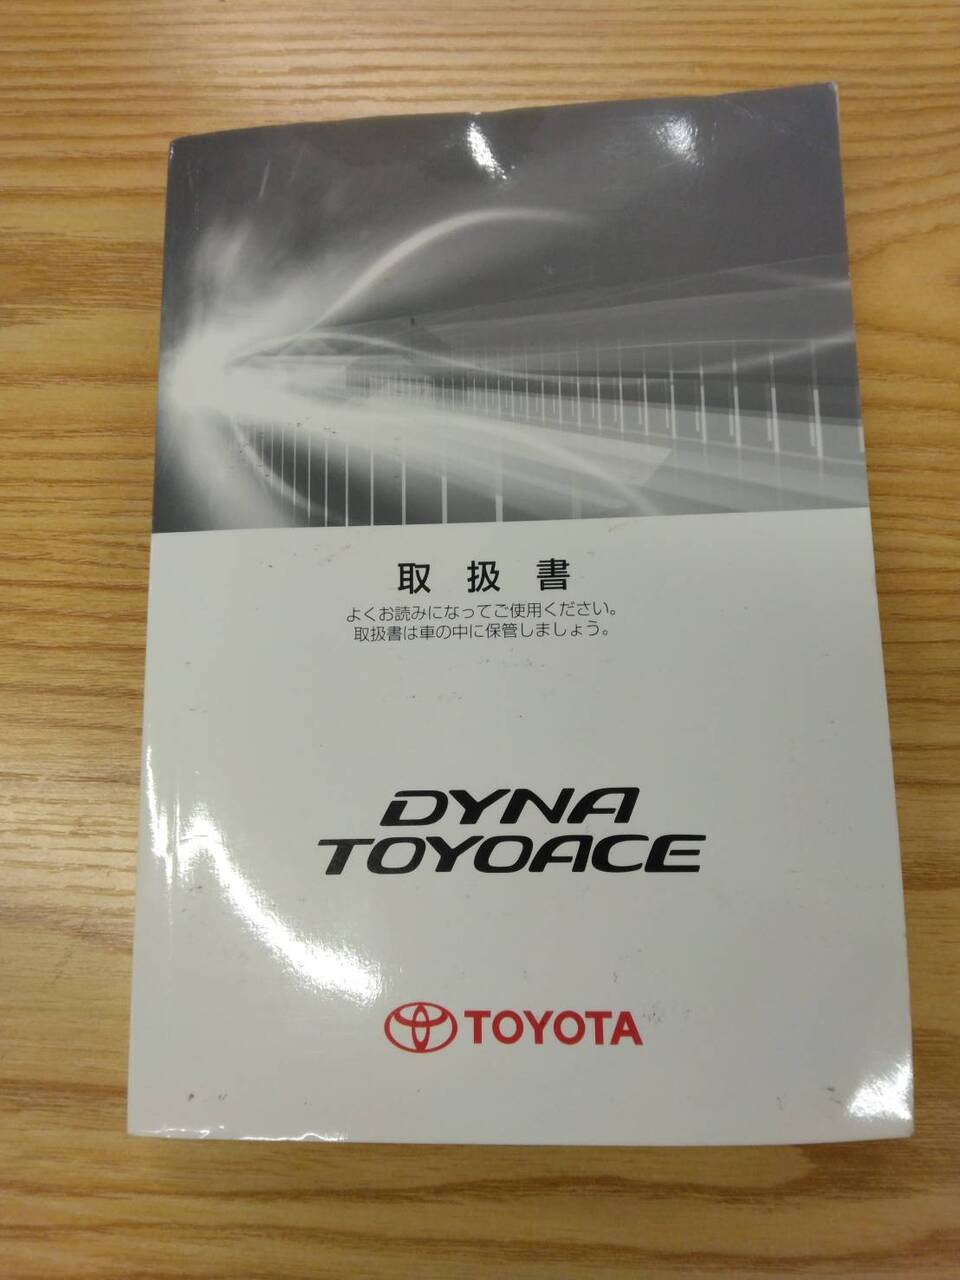 取扱書
よくお読みになってご使用ください。
取扱書は車の中に保管しましょう。
DYNA
TOYOACE
TOYOTA